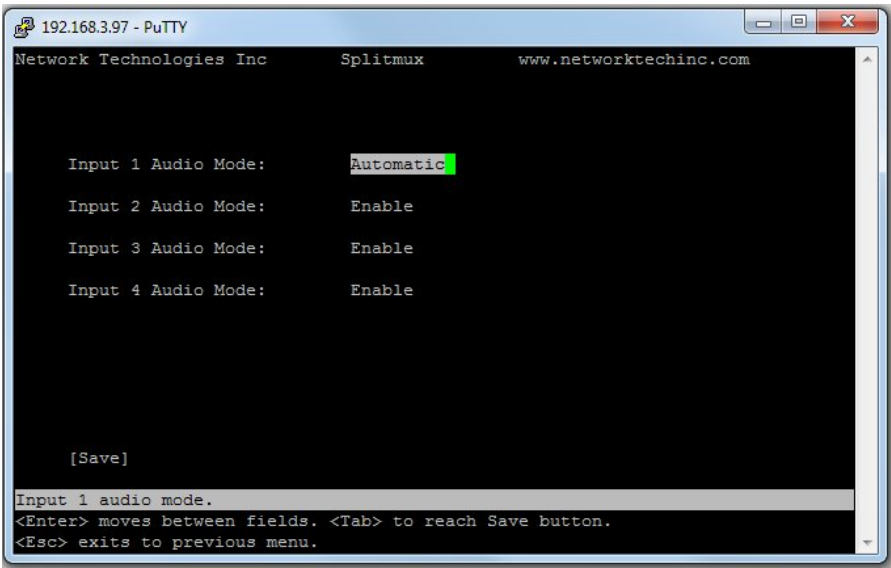 192.168.3.97 - PuTTY
Network Technologies Inc Splitmux www.networktechinc.com
Input 1 Audio Mode: Automatic
Input 2 Audio Mode: Enable
Input 3 Audio Mode: Enable
Input 4 Audio Mode: Enable
[Save]
Input 1 audio mode.
<Enter> moves between fields. <Tab> to reach Save button.
<Esc> exits to previous menu.